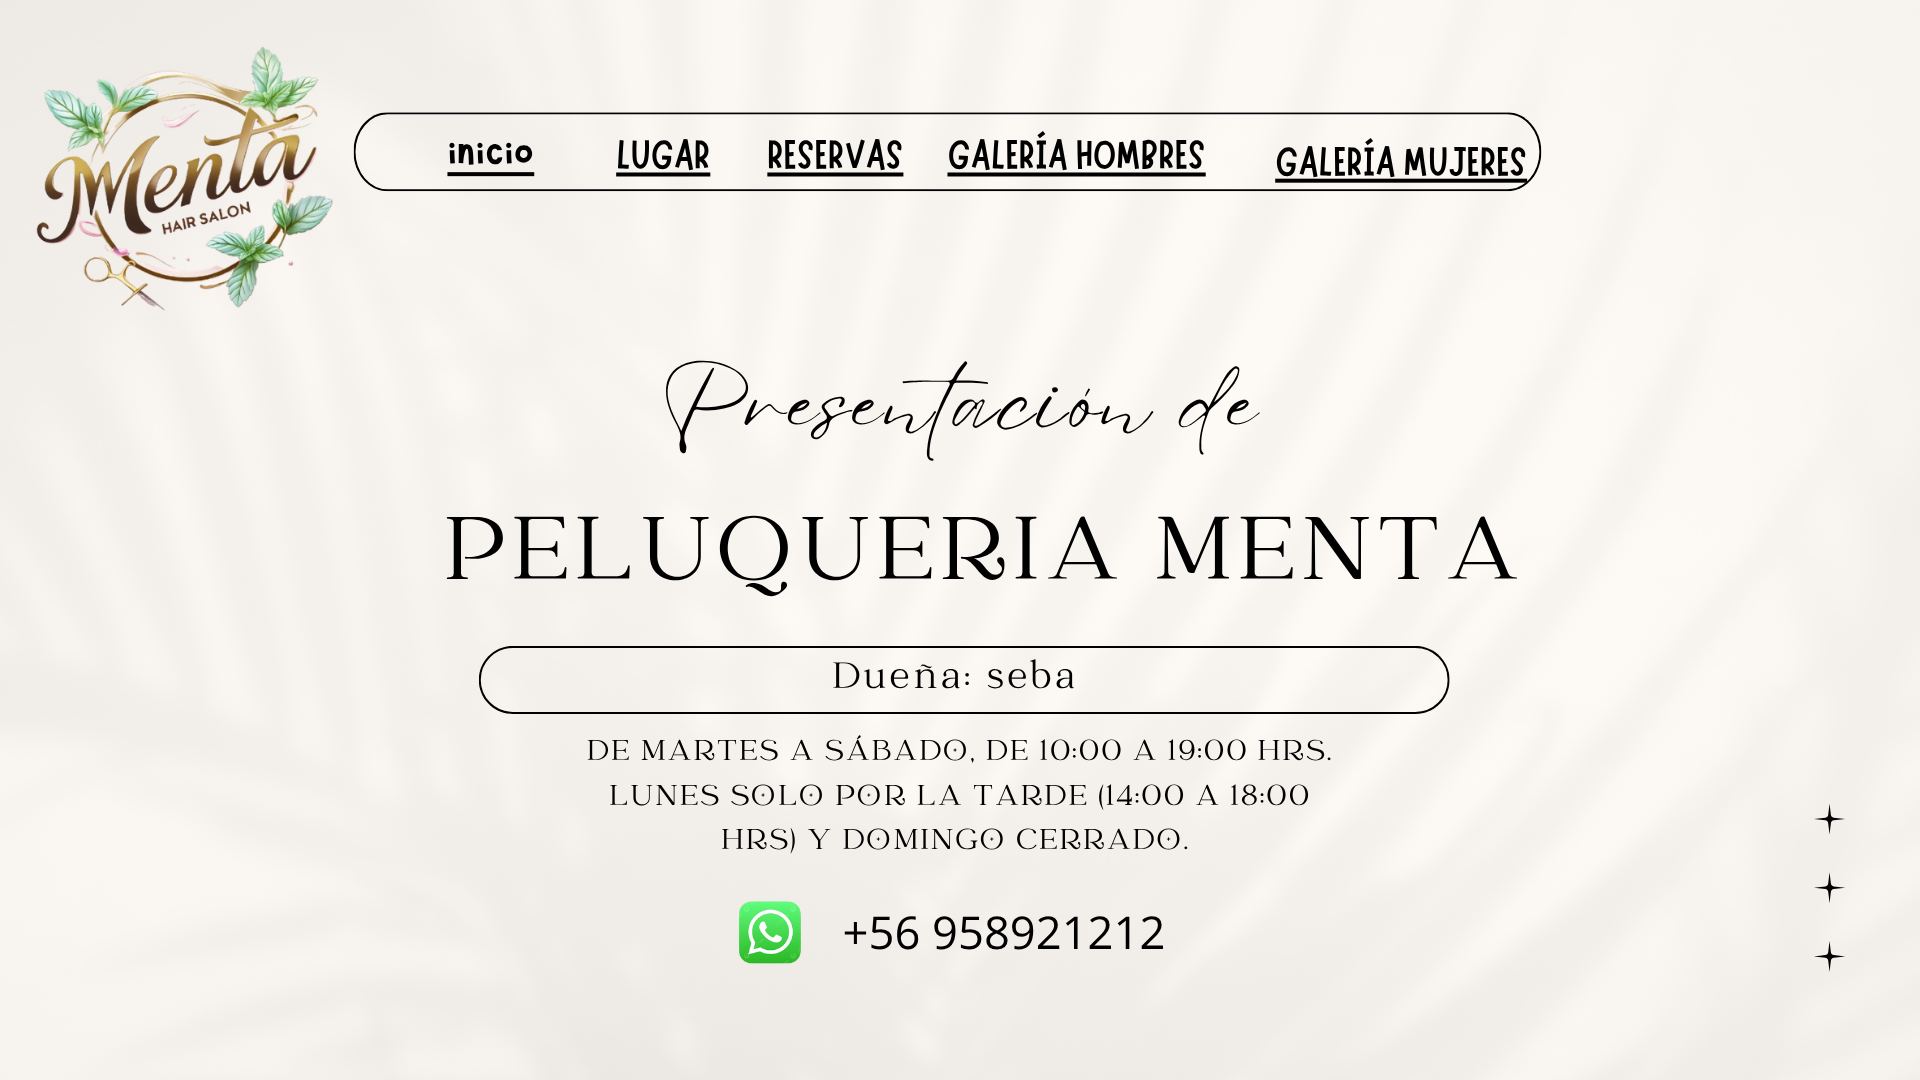 Menta
HAIR SALON
inicio
LUGAR
RESERVAS
GALERÍA HOMBRES
GALERÍA MUJERES
Presentación de
PELUQUERIA MENTA
Dueña: seba
DE MARTES A SÁBADO, DE 10:00 A 19:00 HRS.
LUNES SOLO POR LA TARDE (14:00 A 18:00
HRS) Y DOMINGO CERRADO.
+56 958921212